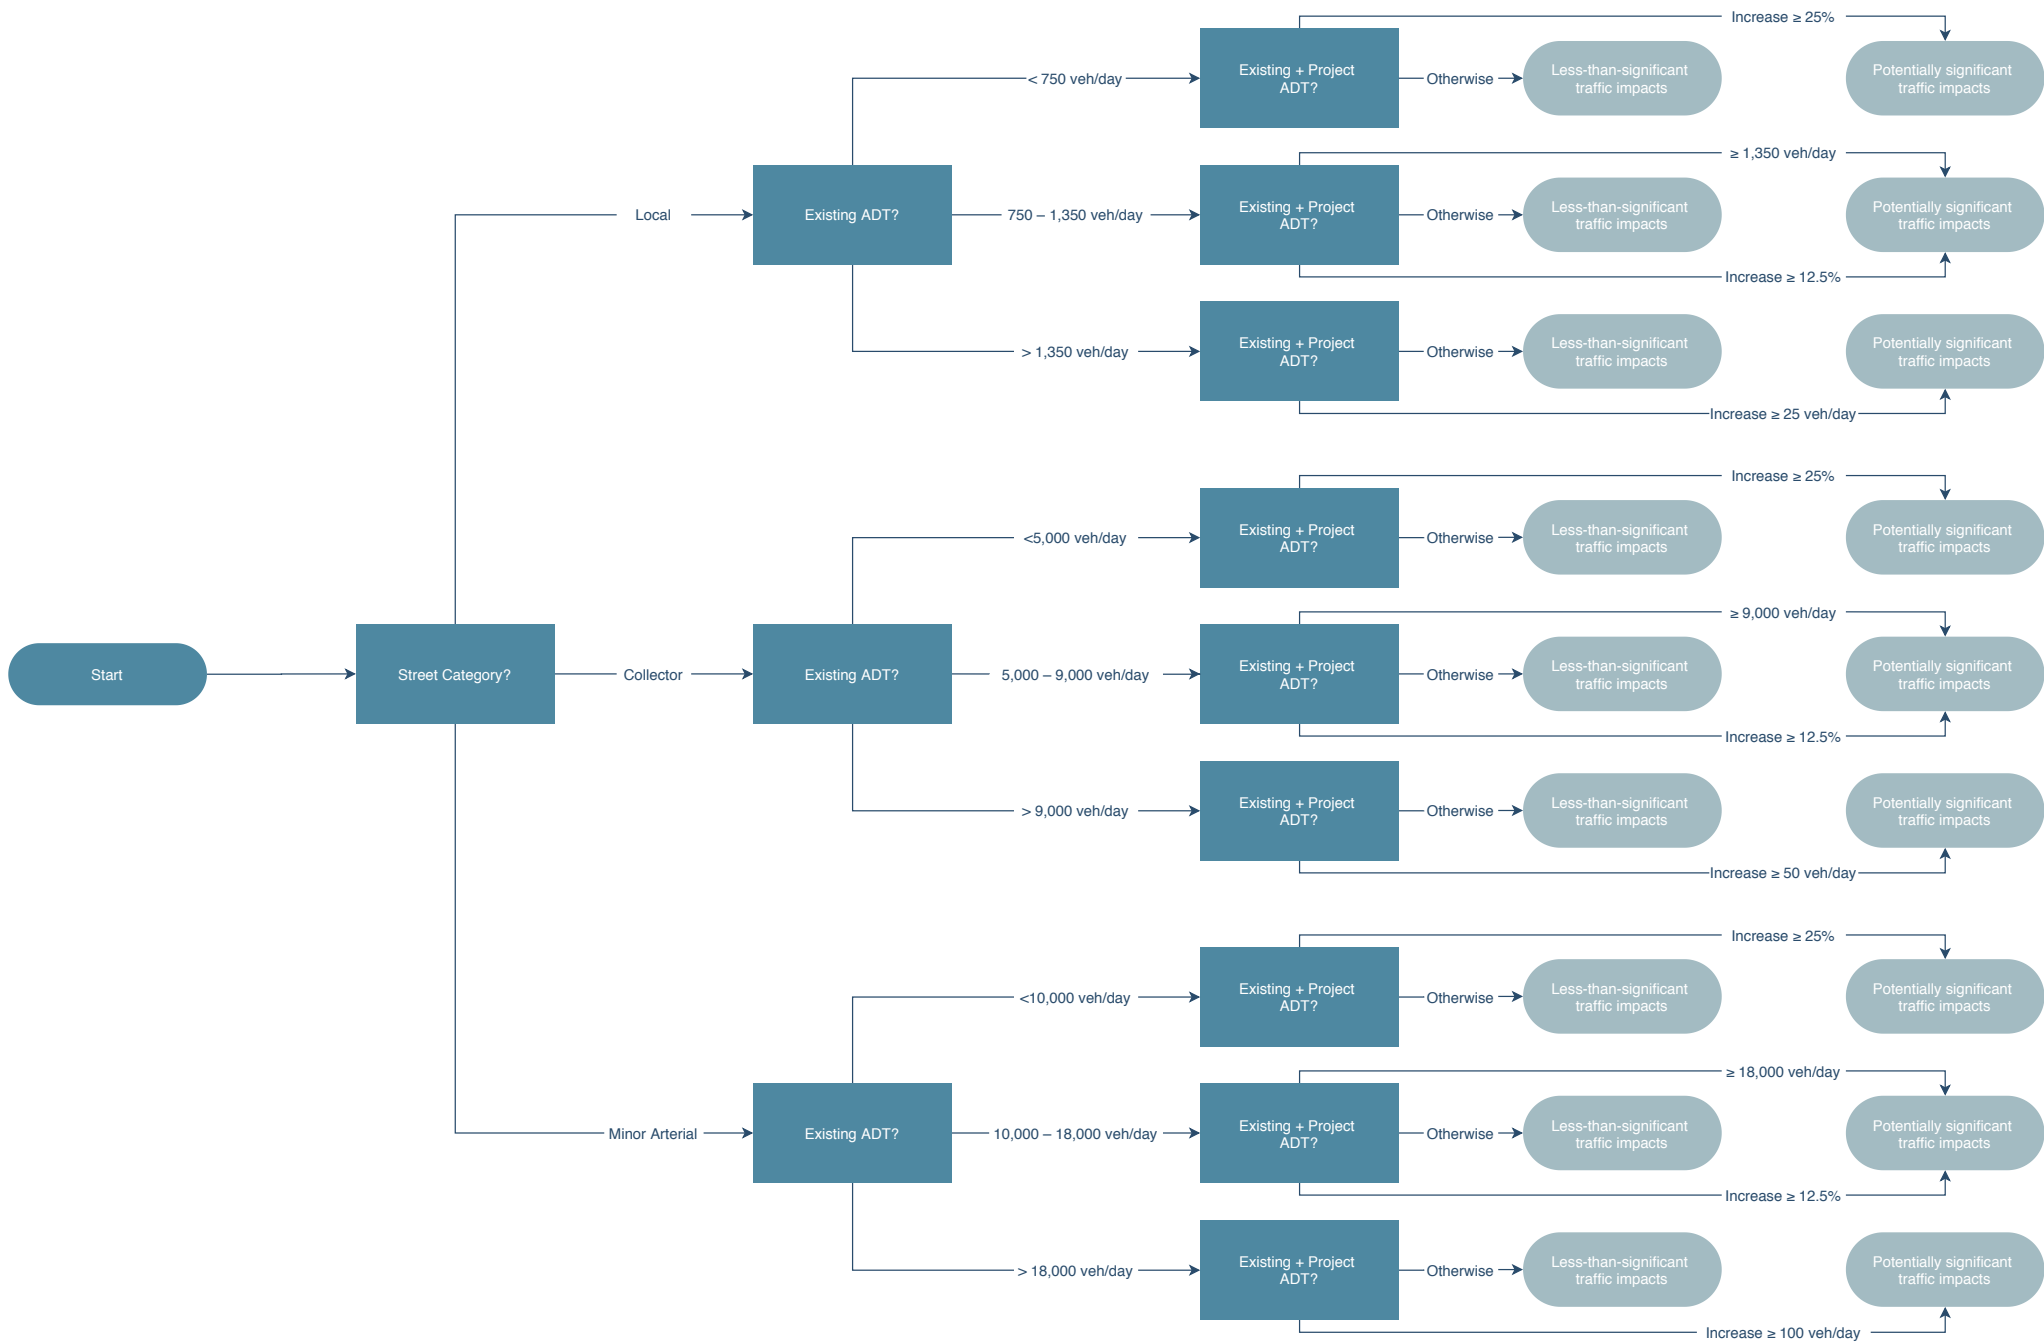 Start
Street Category?
Local
Existing ADT?
< 750 veh/day
Existing + Project
ADT?
Increase ≥ 25%
Otherwise
Less-than-significant
traffic impacts
Potentially significant
traffic impacts
750 – 1,350 veh/day
Existing + Project
ADT?
≥ 1,350 veh/day
Otherwise
Less-than-significant
traffic impacts
Potentially significant
traffic impacts
Increase ≥ 12.5%
> 1,350 veh/day
Existing + Project
ADT?
Otherwise
Less-than-significant
traffic impacts
Potentially significant
traffic impacts
Increase ≥ 25 veh/day
Collector
Existing ADT?
<5,000 veh/day
Existing + Project
ADT?
Increase ≥ 25%
Otherwise
Less-than-significant
traffic impacts
Potentially significant
traffic impacts
5,000 – 9,000 veh/day
Existing + Project
ADT?
≥ 9,000 veh/day
Otherwise
Less-than-significant
traffic impacts
Potentially significant
traffic impacts
Increase ≥ 12.5%
> 9,000 veh/day
Existing + Project
ADT?
Otherwise
Less-than-significant
traffic impacts
Potentially significant
traffic impacts
Increase ≥ 50 veh/day
Minor Arterial
Existing ADT?
<10,000 veh/day
Existing + Project
ADT?
Increase ≥ 25%
Otherwise
Less-than-significant
traffic impacts
Potentially significant
traffic impacts
10,000 – 18,000 veh/day
Existing + Project
ADT?
≥ 18,000 veh/day
Otherwise
Less-than-significant
traffic impacts
Potentially significant
traffic impacts
Increase ≥ 12.5%
> 18,000 veh/day
Existing + Project
ADT?
Otherwise
Less-than-significant
traffic impacts
Potentially significant
traffic impacts
Increase ≥ 100 veh/day